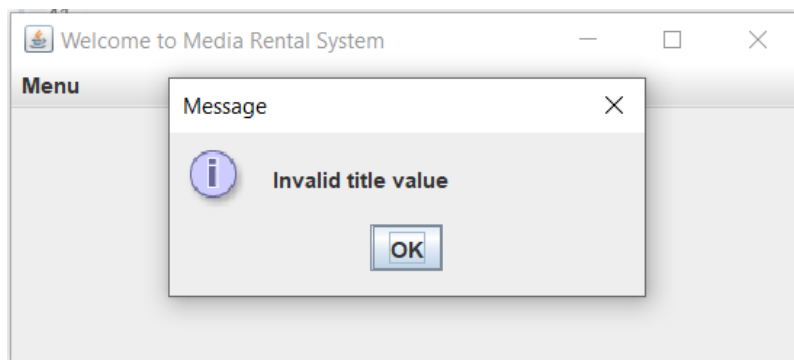 Welcome to Media Rental System
Menu
Message
Invalid title value
OK